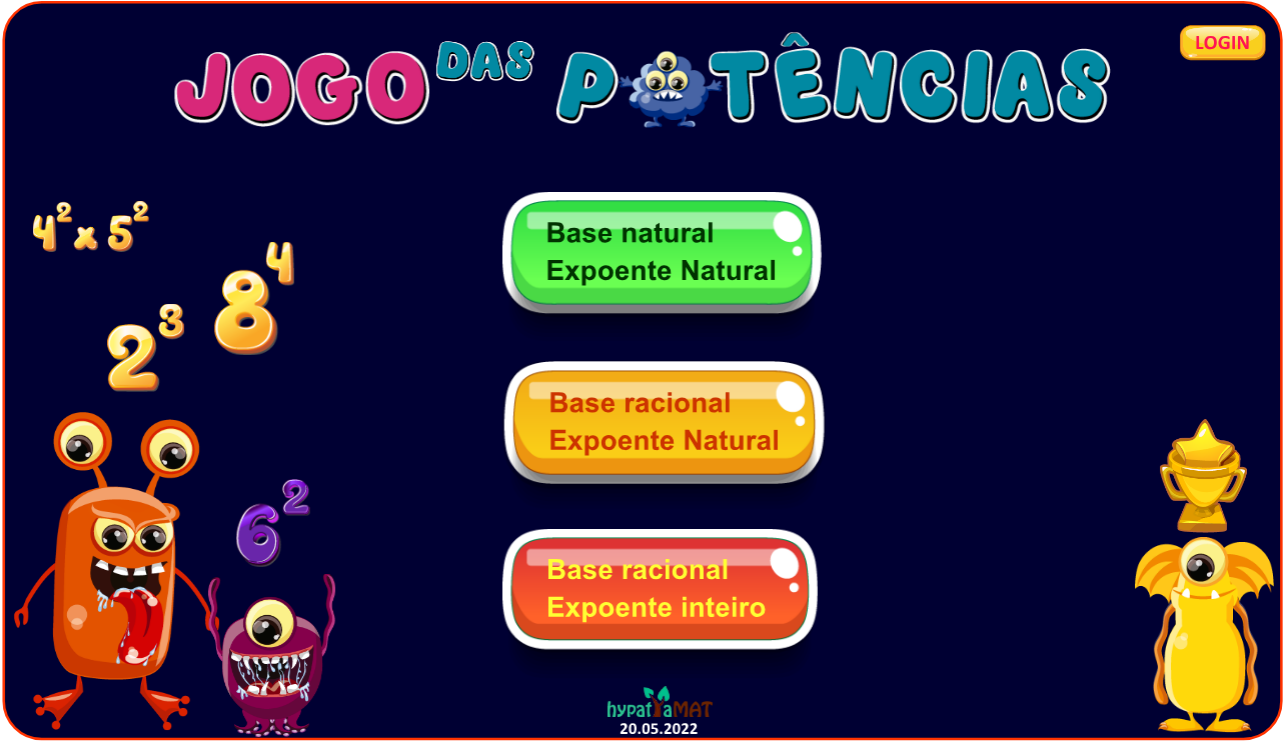 JOGO DAS POTÊNCIAS
LOGIN
4² x 5²
8⁴
2³
6²
Base natural
Expoente Natural
Base racional
Expoente Natural
Base racional
Expoente inteiro
hypatyaMAT
20.05.2022